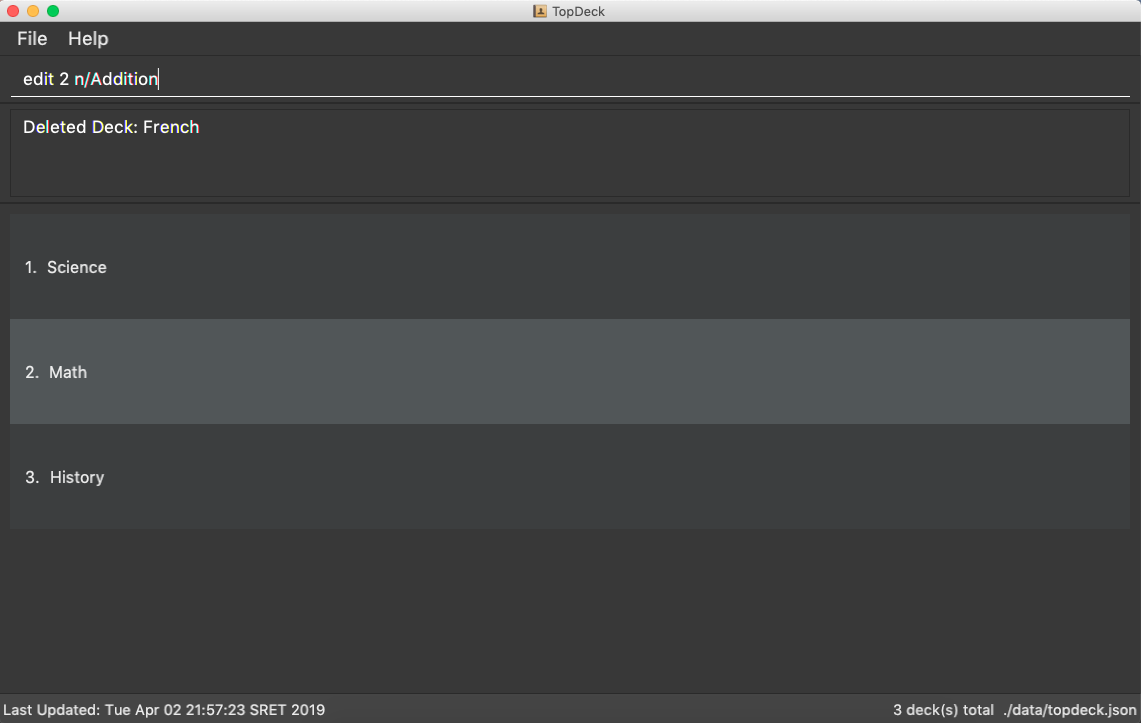 TopDeck
File Help
edit 2 n/Addition
Deleted Deck: French
1. Science
2. Math
3. History
Last Updated: Tue Apr 02 21:57:23 SRET 2019 3 deck(s) total ./data/topdeck.json